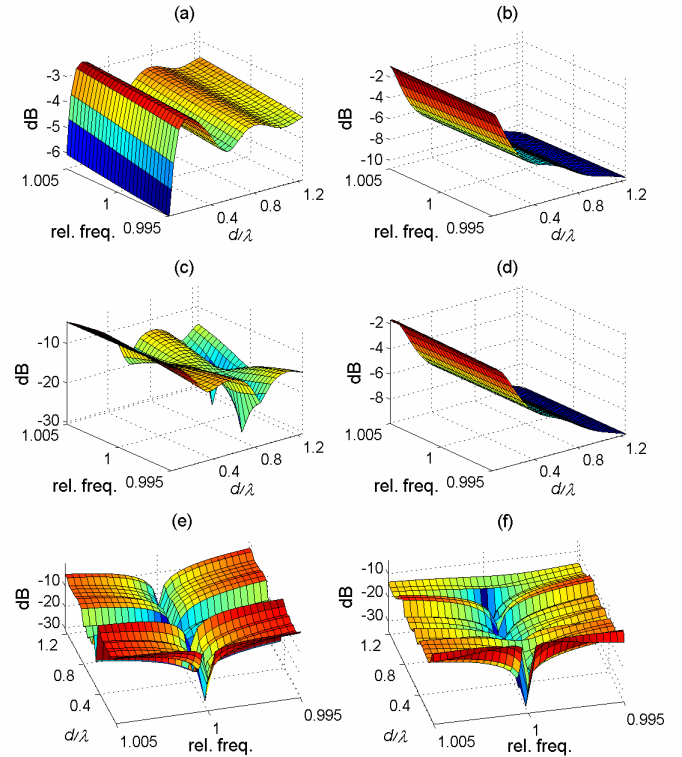 (a) (b)
-3 -4 -5 -6 dB 1.005 1 0.995 rel. freq. 0.4 0.8 1.2 d/λ
-2 -4 -6 -8 -10 dB 1.005 1 0.995 rel. freq. 0.4 0.8 1.2 d/λ
(c) (d)
-10 -20 -30 dB 1.005 1 0.995 rel. freq. 0.4 0.8 1.2 d/λ
-2 -4 -6 -8 dB 1.005 1 0.995 rel. freq. 0.4 0.8 1.2 d/λ
(e) (f)
-10 -20 -30 dB 1.2 0.8 0.4 d/λ 1.005 1 0.995 rel. freq.
-10 -20 -30 dB 1.2 0.8 0.4 d/λ 1.005 1 0.995 rel. freq.